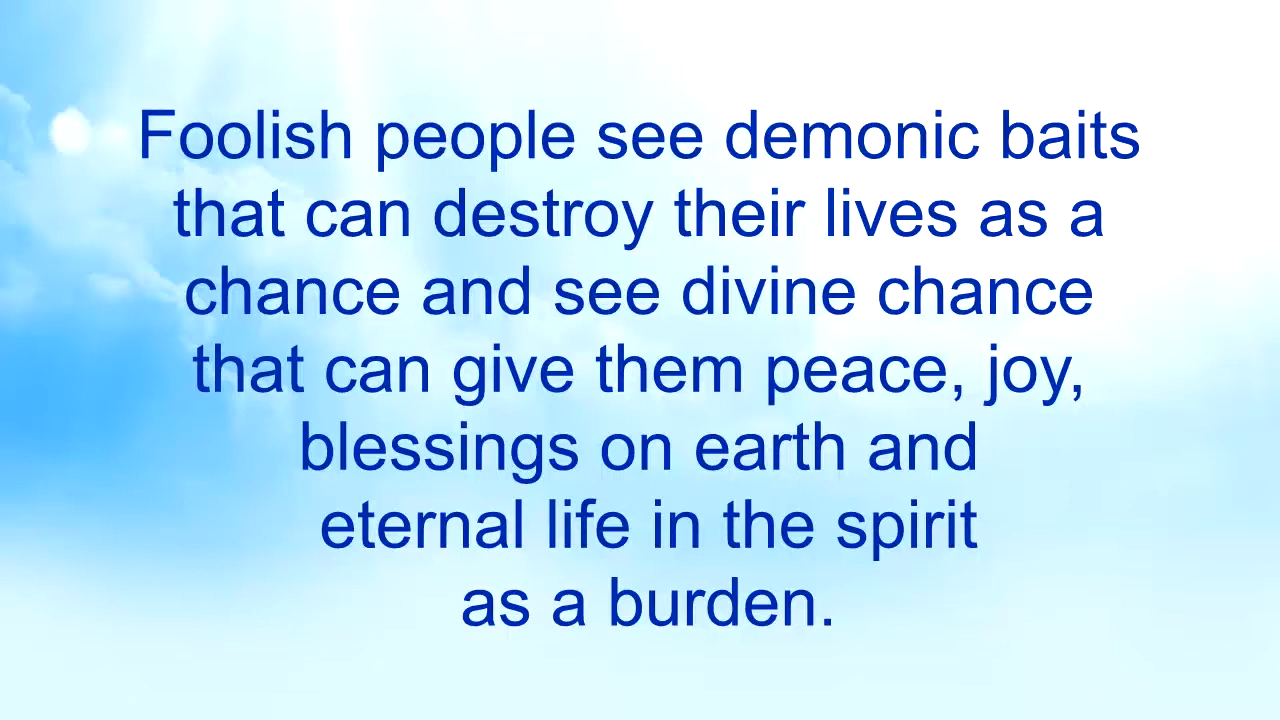 Foolish people see demonic baits
that can destroy their lives as a
chance and see divine chance
that can give them peace, joy,
blessings on earth and
eternal life in the spirit
as a burden.